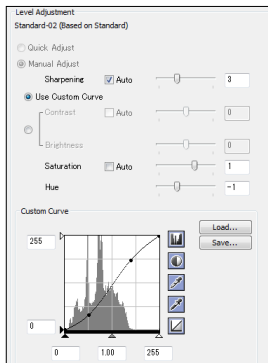 Level Adjustment
Standard-02 (Based on Standard)
Quick Adjust
Manual Adjust
Sharpening Auto 3
Use Custom Curve
Contrast Auto 0
Brightness 0
Saturation Auto 1
Hue -1
Custom Curve
Load...
255
Save...
0
0 1.00 255